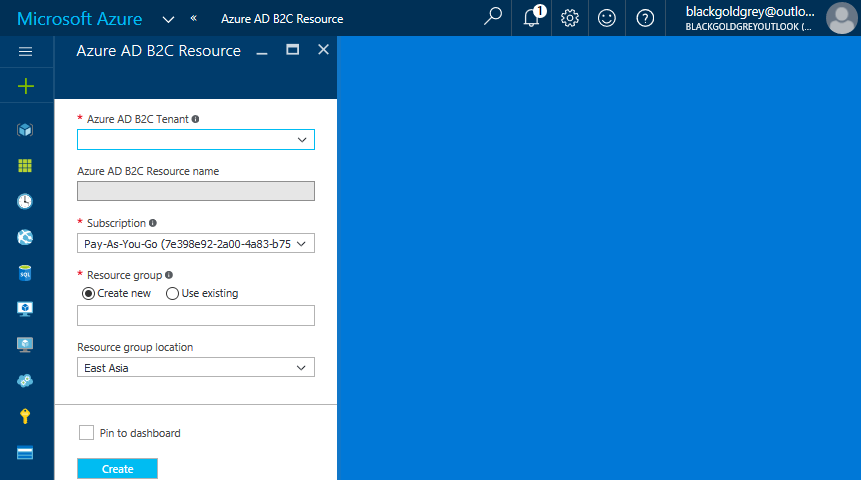 Microsoft Azure
«
Azure AD B2C Resource
1
blackgoldgrey@outlo...
BLACKGOLDGREYOUTLOOK (...
Azure AD B2C Resource
* Azure AD B2C Tenant
Azure AD B2C Resource name
* Subscription
Pay-As-You-Go (7e398e92-2a00-4a83-b75
* Resource group
Create new
Use existing
Resource group location
East Asia
Pin to dashboard
Create
SQL